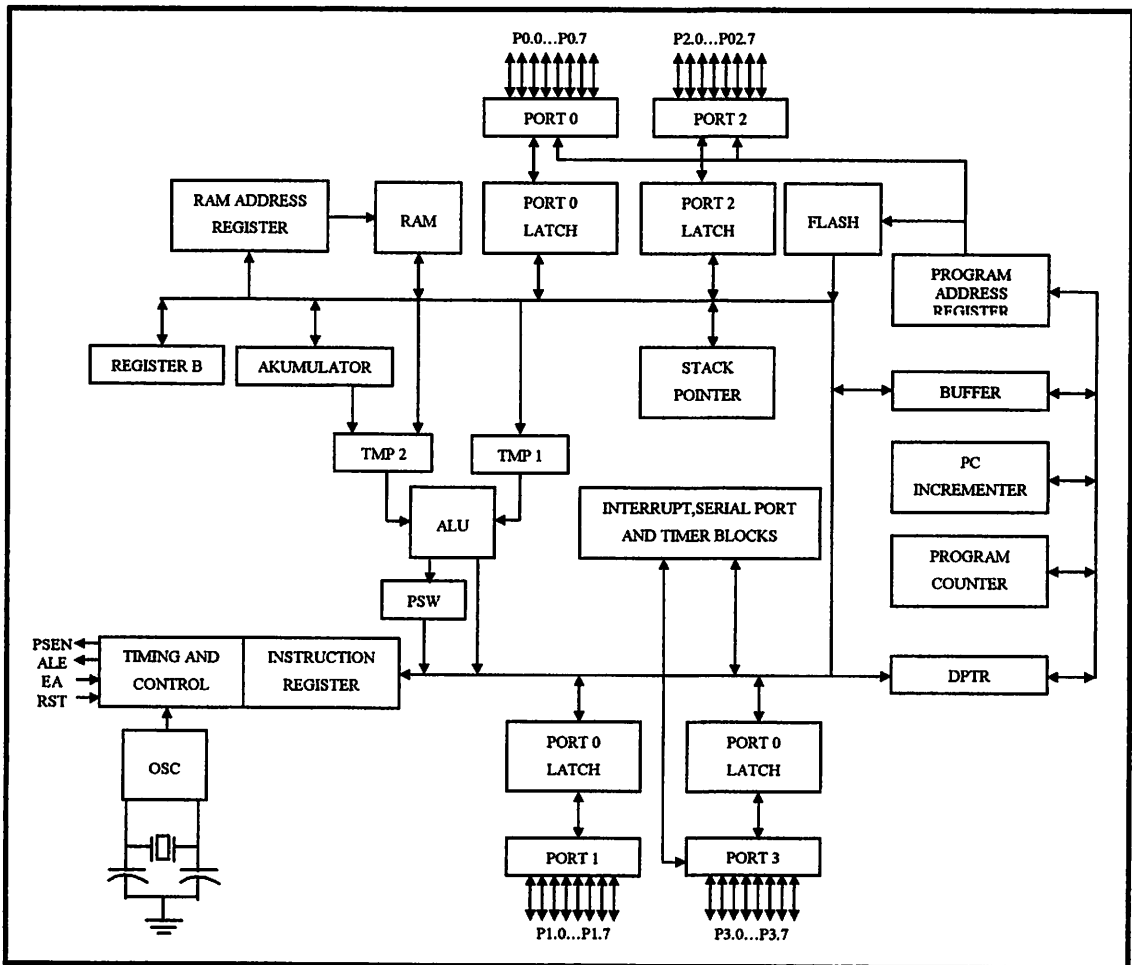 P0.0...P0.7
P2.0...P02.7
PORT 0
PORT 2
RAM ADDRESS
REGISTER
RAM
PORT 0
LATCH
PORT 2
LATCH
FLASH
PROGRAM
ADDRESS
REGISTER
REGISTER B
AKUMULATOR
STACK
POINTER
BUFFER
TMP 2
TMP 1
PC
INCREMENTER
ALU
INTERRUPT,SERIAL PORT
AND TIMER BLOCKS
PROGRAM
COUNTER
PSW
PSEN
ALE
EA
RST
TIMING AND
CONTROL
INSTRUCTION
REGISTER
DPTR
OSC
PORT 0
LATCH
PORT 0
LATCH
PORT 1
PORT 3
P1.0...P1.7
P3.0...P3.7